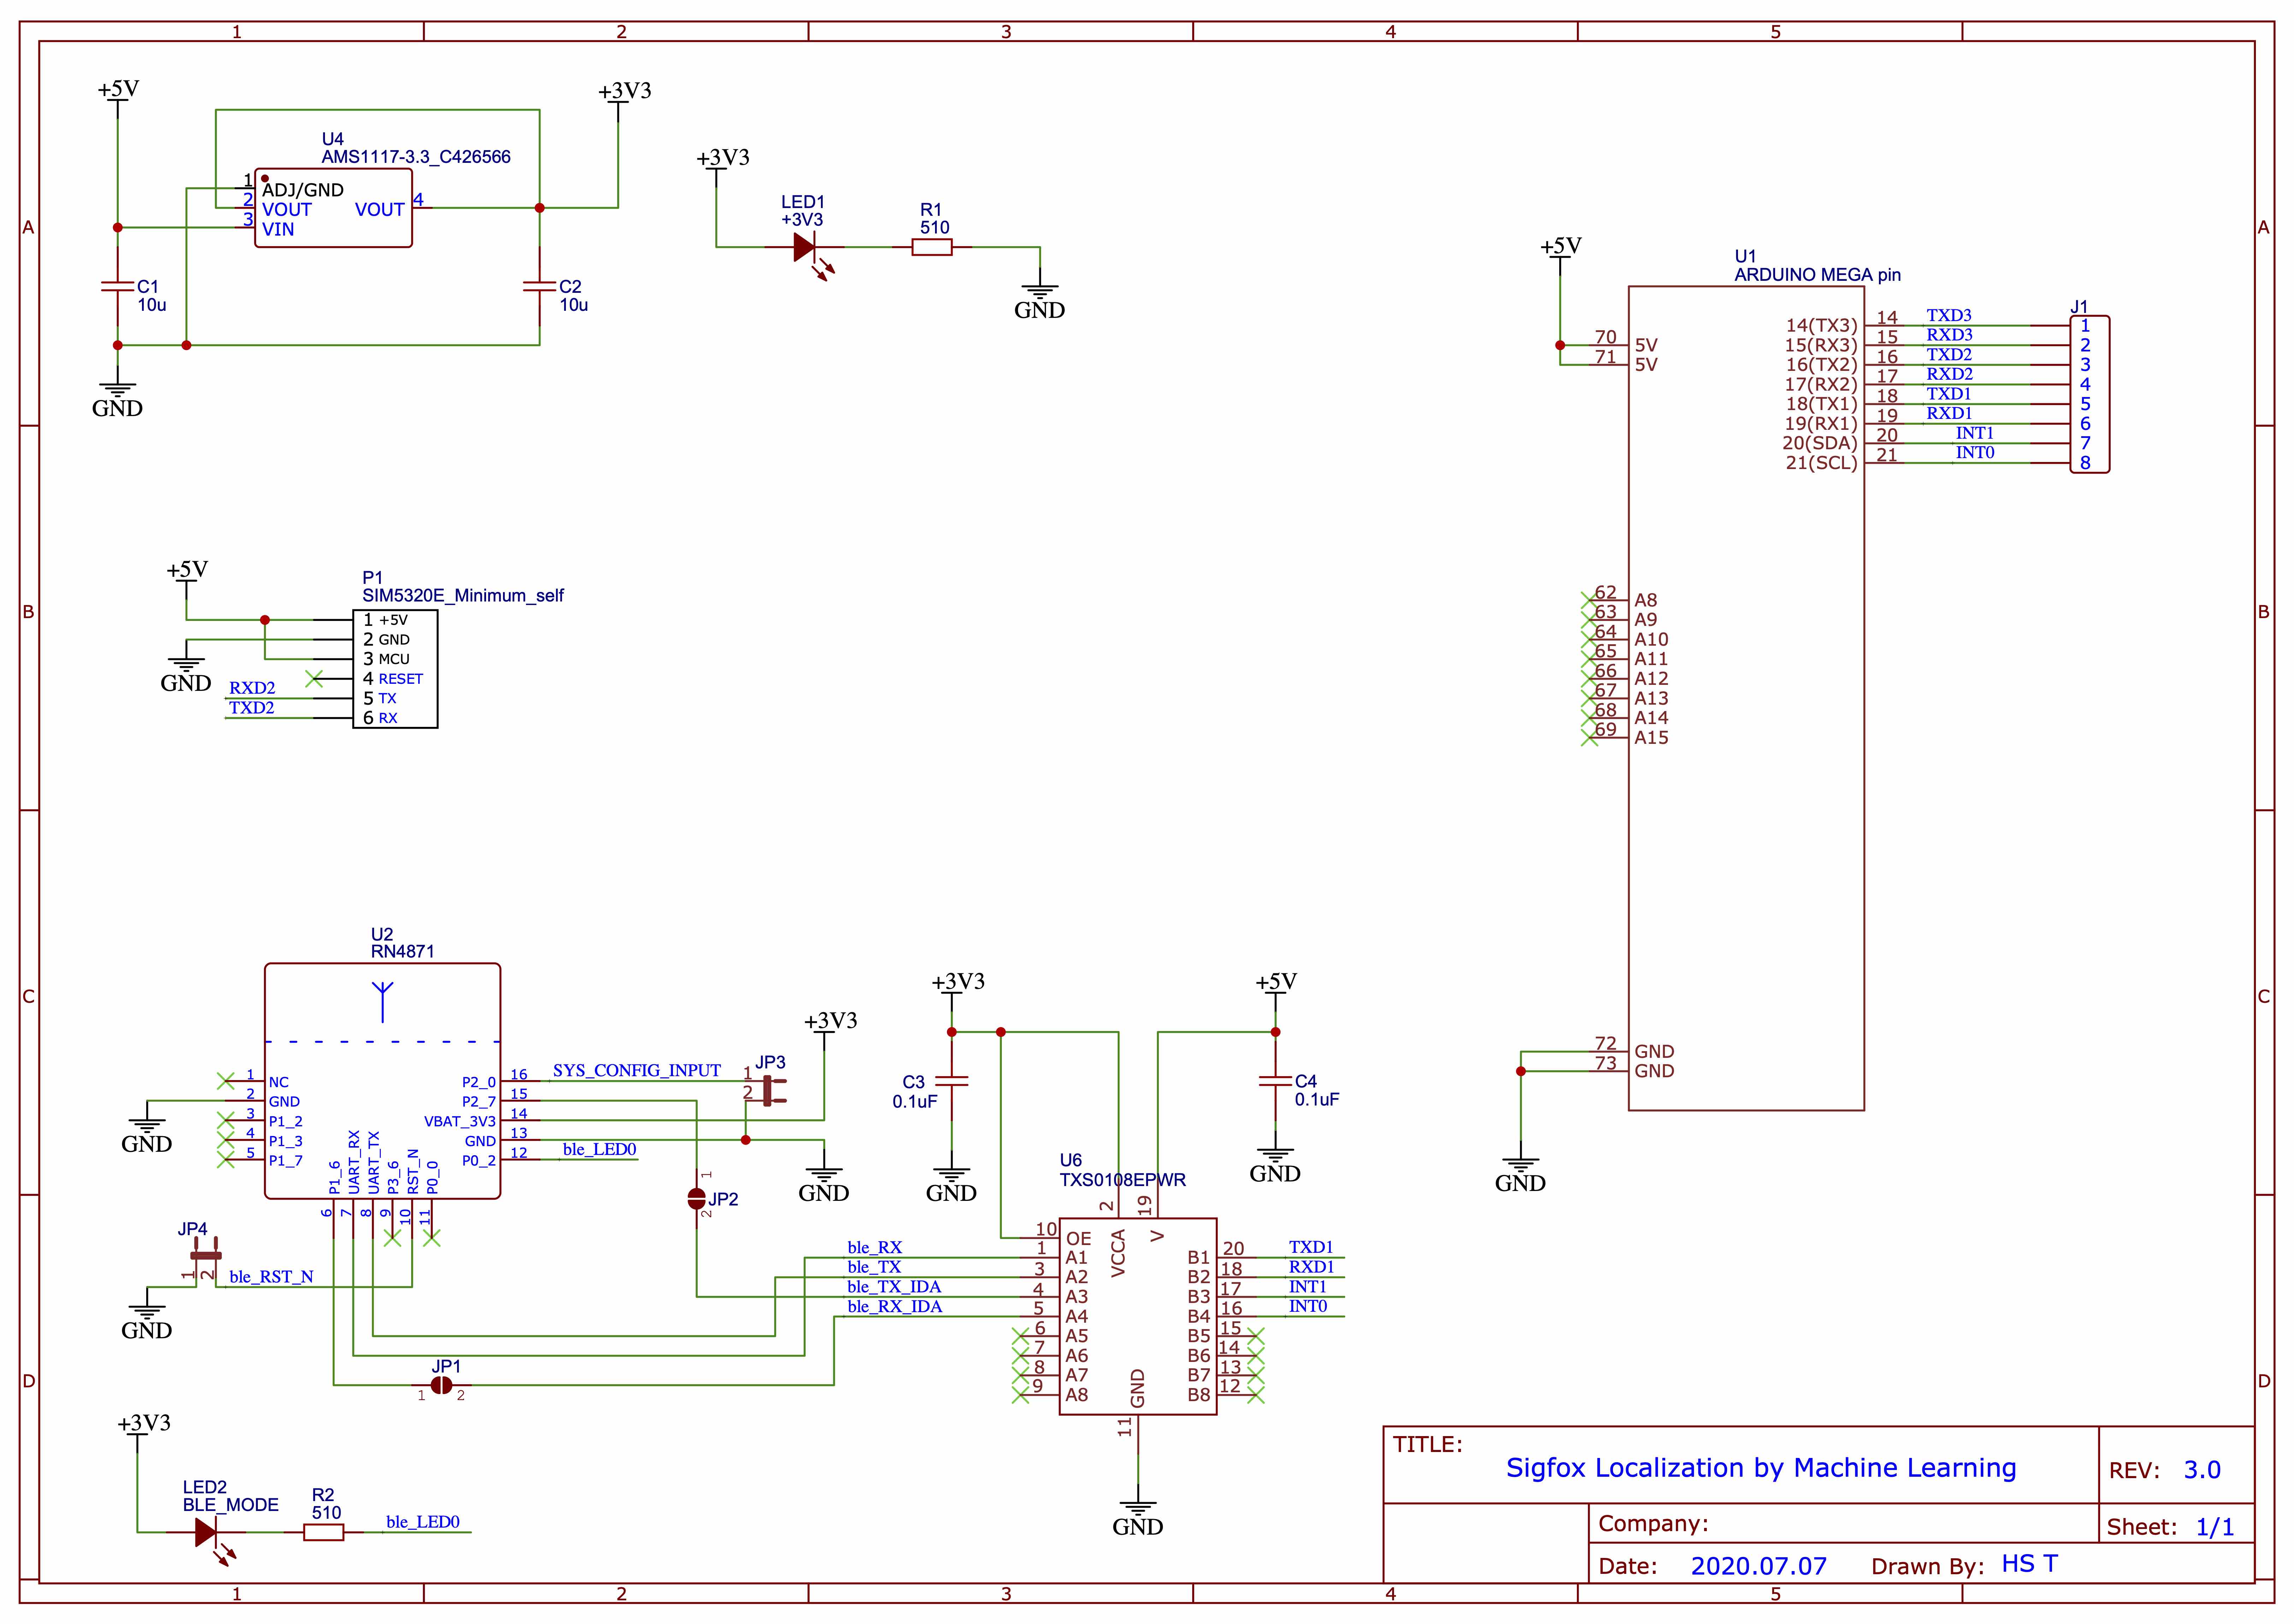 1 2 3 4 5
A
B
C
D
+5V
+3V3
U4
AMS1117-3.3_C426566
1 ADJ/GND
2 VOUT
3 VIN
VOUT 4
C1
10u
C2
10u
GND
+3V3
LED1
+3V3
R1
510
GND
+5V
U1
ARDUINO MEGA pin
70 5V
71 5V
14(TX3) 14 TXD3
15(RX3) 15 RXD3
16(TX2) 16 TXD2
17(RX2) 17 RXD2
18(TX1) 18 TXD1
19(RX1) 19 RXD1
20(SDA) 20 INT1
21(SCL) 21 INT0
J1
1
2
3
4
5
6
7
8
62 A8
63 A9
64 A10
65 A11
66 A12
67 A13
68 A14
69 A15
72 GND
73 GND
GND
+5V
GND
P1
SIM5320E_Minimum_self
1 +5V
2 GND
3 MCU
4 RESET
RXD2 5 TX
TXD2 6 RX
U2
RN4871
1 NC
2 GND
3 P1_2
4 P1_3
5 P1_7
GND
P2_0 16 SYS_CONFIG_INPUT
P2_7 15
VBAT_3V3 14
GND 13
P0_2 12 ble_LED0
P1_6 6
UART_RX 7
UART_TX 8
P3_6 9
RST_N 10
P0_0 11
JP3
1
2
+3V3
GND
JP2
1
2
JP4
1 2
ble_RST_N
GND
JP1
1 2
+3V3
C3
0.1uF
GND
+5V
C4
0.1uF
GND
U6
TXS0108EPWR
2 VCCA
19 V
10 OE
ble_RX 1 A1
ble_TX 3 A2
ble_TX_IDA 4 A3
ble_RX_IDA 5 A4
6 A5
7 A6
8 A7
9 A8
B1 20 TXD1
B2 18 RXD1
B3 17 INT1
B4 16 INT0
B5 15
B6 14
B7 13
B8 12
GND 11
GND
+3V3
LED2
BLE_MODE
R2
510
ble_LED0
TITLE:
Sigfox Localization by Machine Learning
REV: 3.0
Company:
Sheet: 1/1
Date: 2020.07.07
Drawn By: HS T
A
B
C
D
1 2 3 4 5